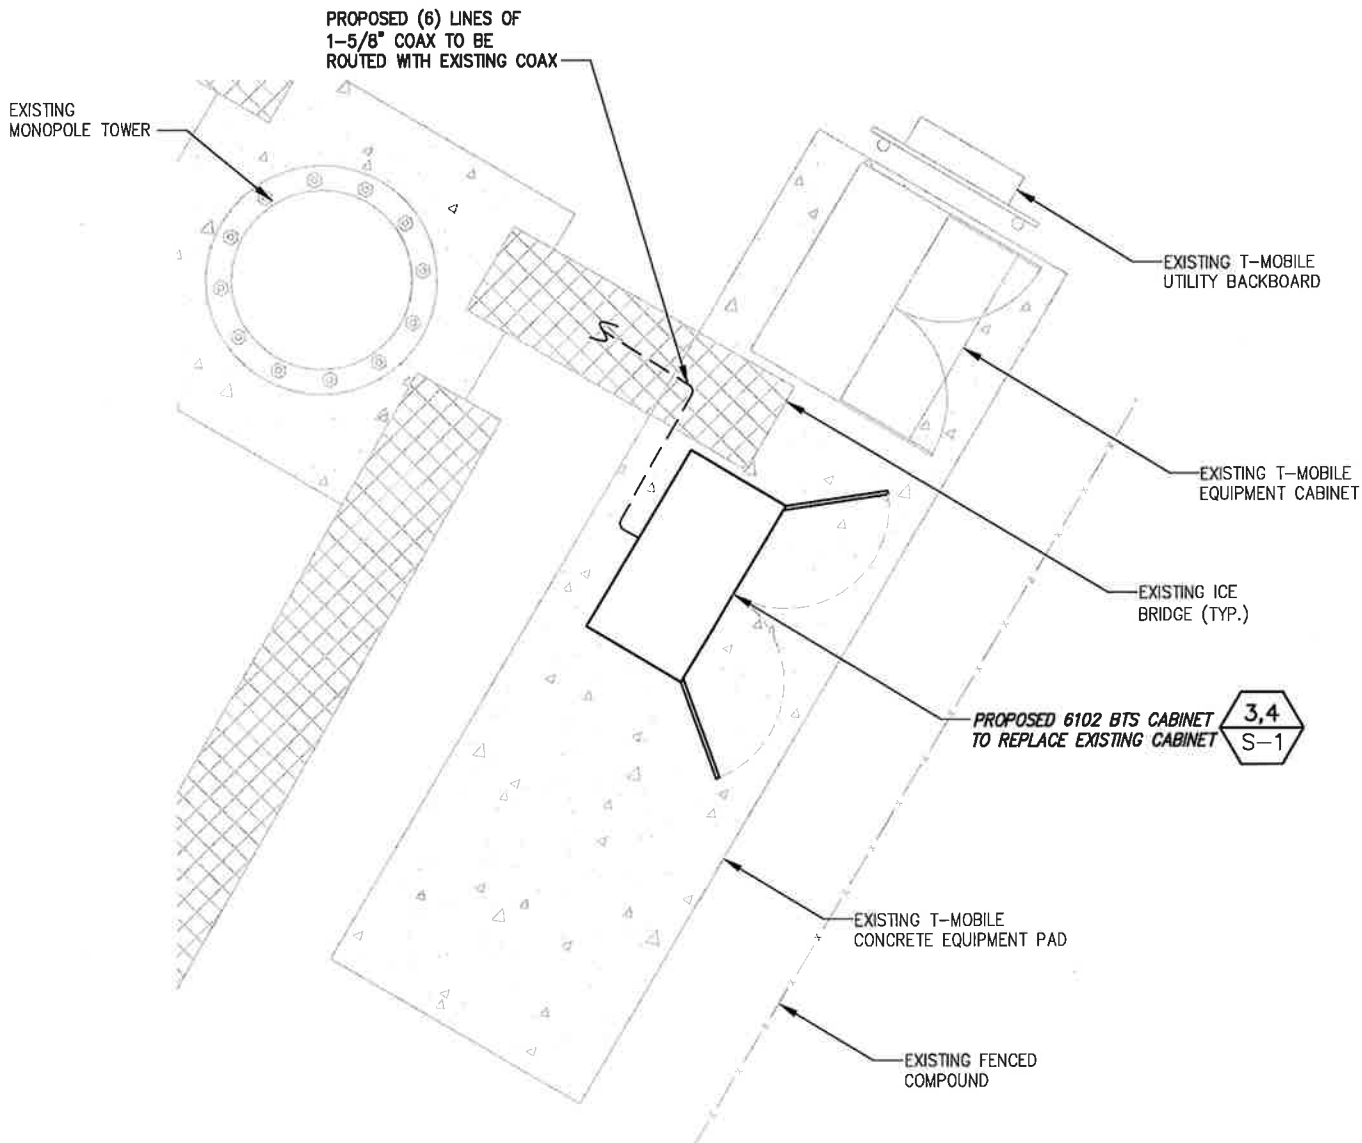 PROPOSED (6) LINES OF
1-5/8" COAX TO BE
ROUTED WITH EXISTING COAX
EXISTING
MONOPOLE TOWER
EXISTING T-MOBILE
UTILITY BACKBOARD
EXISTING T-MOBILE
EQUIPMENT CABINET
EXISTING ICE
BRIDGE (TYP.)
PROPOSED 6102 BTS CABINET
TO REPLACE EXISTING CABINET
3,4
S-1
EXISTING T-MOBILE
CONCRETE EQUIPMENT PAD
EXISTING FENCED
COMPOUND